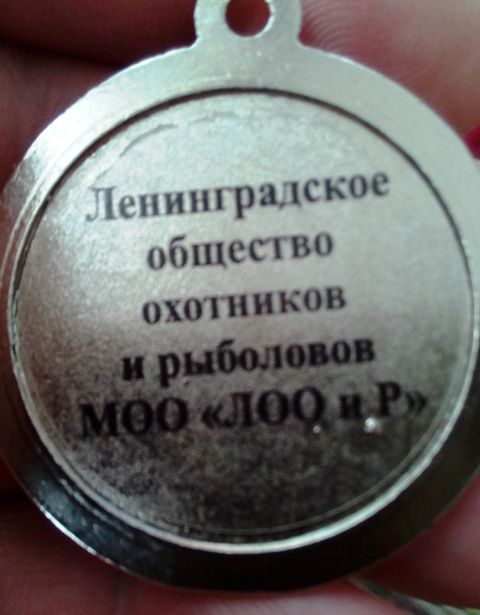 Ленинградское
общество
охотников
и рыболовов
МОО «ЛОО и Р»